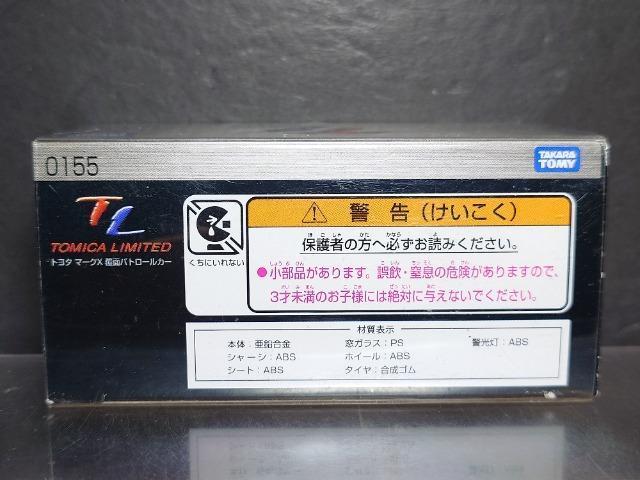 0155
TAKARA
TOMY
TL
TOMICA LIMITED
トヨタ マークX 覆面パトロールカー
くちにいれない
⚠ 警告（けいこく）
保護者の方へ必ずお読みください。
●小部品があります。誤飲・窒息の危険がありますので、
3才未満のお子様には絶対に与えないでください。
材質表示
本体：亜鉛合金 窓ガラス：PS 警光灯：ABS
シャーシ：ABS ホイール：ABS
シート：ABS タイヤ：合成ゴム